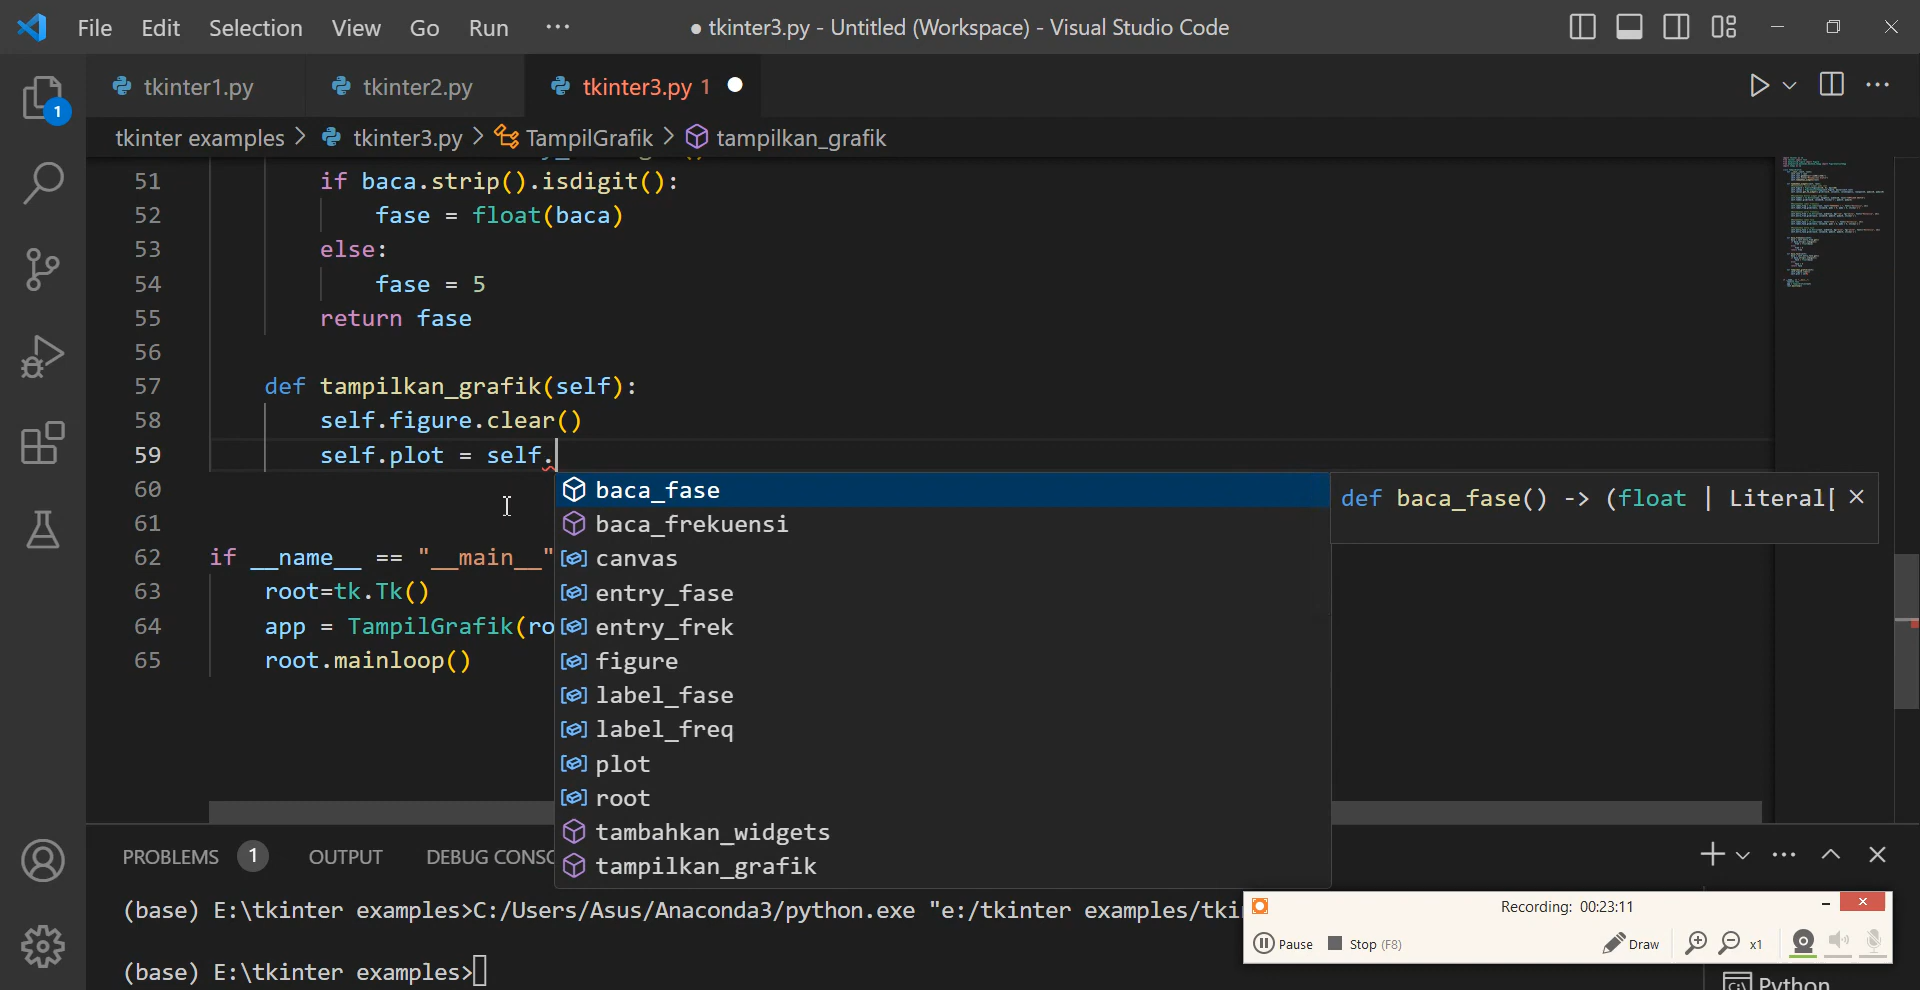 File Edit Selection View Go Run ···
● tkinter3.py - Untitled (Workspace) - Visual Studio Code
1
tkinter1.py tkinter2.py tkinter3.py 1
tkinter examples > tkinter3.py > TampilGrafik > tampilkan_grafik
51 if baca.strip().isdigit():
52 fase = float(baca)
53 else:
54 fase = 5
55 return fase
56
57 def tampilkan_grafik(self):
58 self.figure.clear()
59 self.plot = self.
60
61
62 if __name__ == "__main__"
63 root=tk.Tk()
64 app = TampilGrafik(ro
65 root.mainloop()
baca_fase
baca_frekuensi
canvas
entry_fase
entry_frek
figure
label_fase
label_freq
plot
root
tambahkan_widgets
tampilkan_grafik
def baca_fase() -> (float | Literal[
PROBLEMS 1 OUTPUT DEBUG CONSO
(base) E:\tkinter examples>C:/Users/Asus/Anaconda3/python.exe "e:/tkinter examples/tki
(base) E:\tkinter examples>
Recording: 00:23:11
Pause Stop (F8) Draw x1
Python